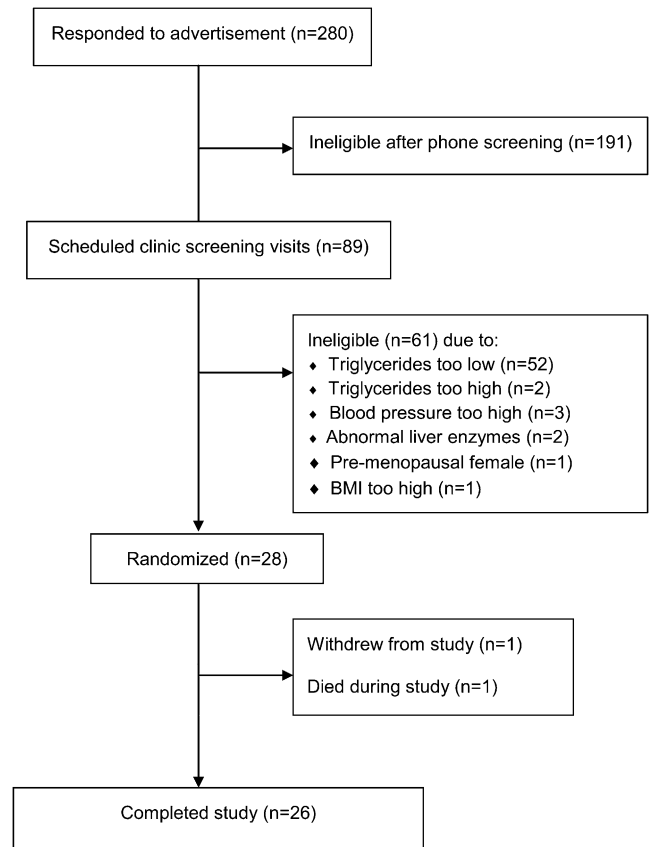 Responded to advertisement (n=280)
Ineligible after phone screening (n=191)
Scheduled clinic screening visits (n=89)
Ineligible (n=61) due to:
♦ Triglycerides too low (n=52)
♦ Triglycerides too high (n=2)
♦ Blood pressure too high (n=3)
♦ Abnormal liver enzymes (n=2)
♦ Pre-menopausal female (n=1)
♦ BMI too high (n=1)
Randomized (n=28)
Withdrew from study (n=1)
Died during study (n=1)
Completed study (n=26)